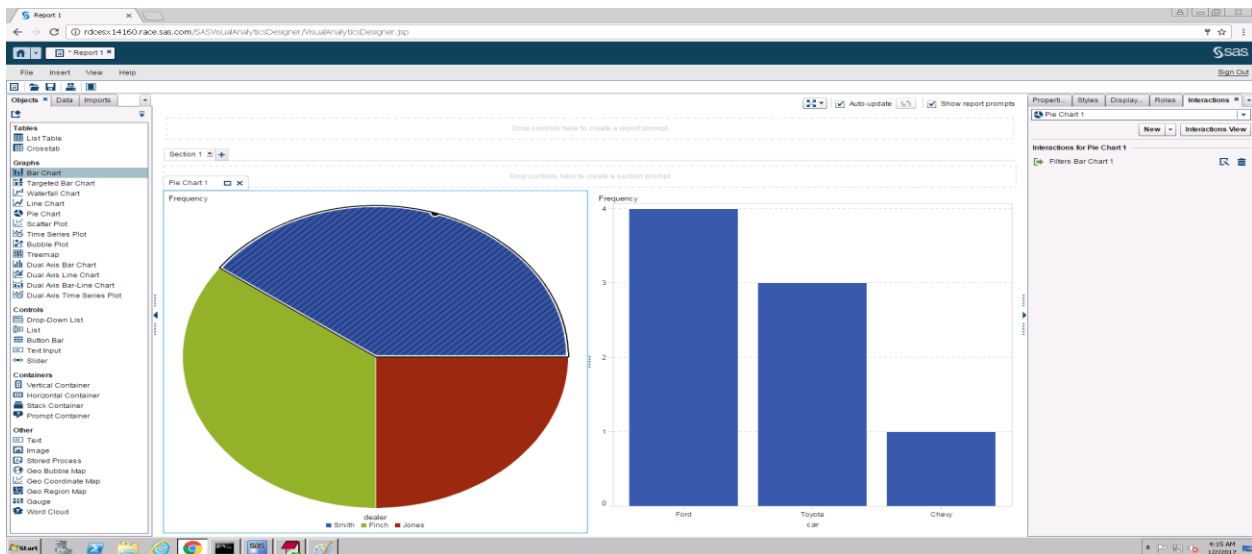 Report 1
rdcesx14160.race.sas.com/SASVisualAnalyticsDesigner/VisualAnalyticsDesigner.jsp
* Report 1
sas
File Insert View Help
Sign Out
Objects Data Imports
Tables
List Table
Crosstab
Graphs
Bar Chart
Targeted Bar Chart
Waterfall Chart
Line Chart
Pie Chart
Scatter Plot
Time Series Plot
Bubble Plot
Treemap
Dual Axis Bar Chart
Dual Axis Line Chart
Dual Axis Bar-Line Chart
Dual Axis Time Series Plot
Controls
Drop-Down List
List
Button Bar
Text Input
Slider
Containers
Vertical Container
Horizontal Container
Stack Container
Prompt Container
Other
Text
Image
Stored Process
Geo Bubble Map
Geo Coordinate Map
Geo Region Map
Gauge
Word Cloud
Auto-update Show report prompts
Drop controls here to create a report prompt
Section 1
Drop controls here to create a section prompt
Pie Chart 1
Frequency
dealer
Smith Finch Jones
Frequency
4
3
2
1
0
Ford Toyota Chevy
car
Properti... Styles Display... Roles Interactions
Pie Chart 1
New Interactions View
Interactions for Pie Chart 1
Filters Bar Chart 1
Start
sas
4:15 AM
1/2/2017